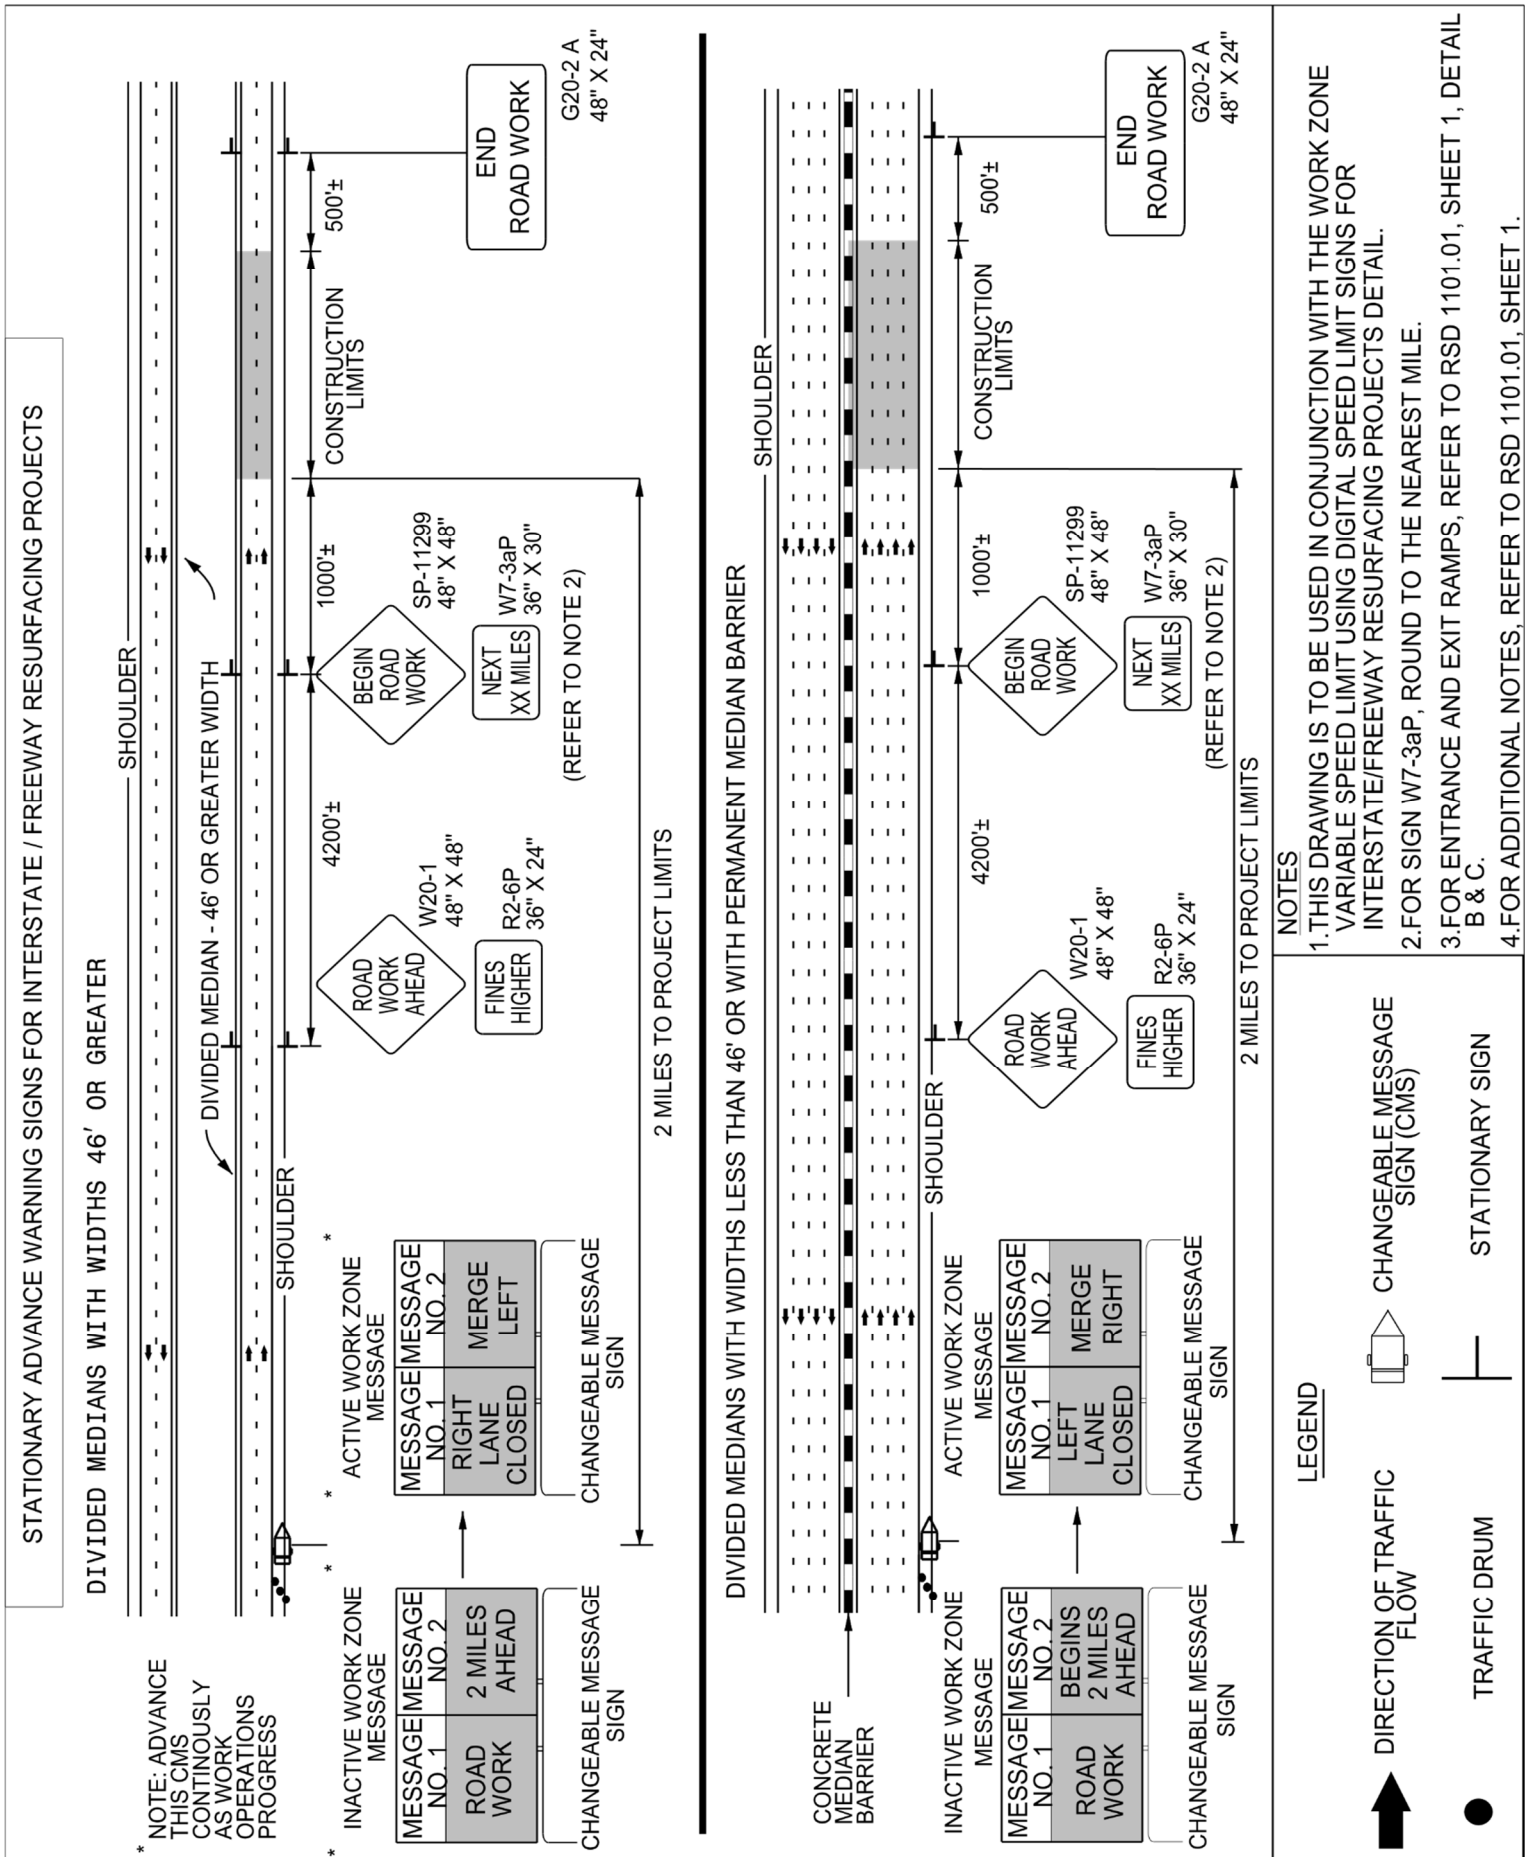 STATIONARY ADVANCE WARNING SIGNS FOR INTERSTATE / FREEWAY RESURFACING PROJECTS
DIVIDED MEDIANS WITH WIDTHS 46' OR GREATER
* NOTE: ADVANCE
THIS CMS
CONTINOUSLY
AS WORK
OPERATIONS
PROGRESS
SHOULDER
DIVIDED MEDIAN - 46' OR GREATER WIDTH
SHOULDER
4200'±
1000'±
CONSTRUCTION
LIMITS
500'±
* INACTIVE WORK ZONE *
MESSAGE
MESSAGE
NO. 1
MESSAGE
NO. 2
ROAD
WORK
2 MILES
AHEAD
CHANGEABLE MESSAGE
SIGN
* ACTIVE WORK ZONE *
MESSAGE
MESSAGE
NO. 1
MESSAGE
NO. 2
RIGHT
LANE
CLOSED
MERGE
LEFT
CHANGEABLE MESSAGE
SIGN
ROAD
WORK
AHEAD
W20-1
48" X 48"
FINES
HIGHER
R2-6P
36" X 24"
BEGIN
ROAD
WORK
SP-11299
48" X 48"
NEXT
XX MILES
W7-3aP
36" X 30"
(REFER TO NOTE 2)
END
ROAD WORK
G20-2 A
48" X 24"
2 MILES TO PROJECT LIMITS
DIVIDED MEDIANS WITH WIDTHS LESS THAN 46' OR WITH PERMANENT MEDIAN BARRIER
SHOULDER
CONCRETE
MEDIAN
BARRIER
SHOULDER
4200'±
1000'±
CONSTRUCTION
LIMITS
500'±
INACTIVE WORK ZONE
MESSAGE
MESSAGE
NO. 1
MESSAGE
NO. 2
ROAD
WORK
BEGINS
2 MILES
AHEAD
CHANGEABLE MESSAGE
SIGN
ACTIVE WORK ZONE
MESSAGE
MESSAGE
NO. 1
MESSAGE
NO. 2
LEFT
LANE
CLOSED
MERGE
RIGHT
CHANGEABLE MESSAGE
SIGN
ROAD
WORK
AHEAD
W20-1
48" X 48"
FINES
HIGHER
R2-6P
36" X 24"
BEGIN
ROAD
WORK
SP-11299
48" X 48"
NEXT
XX MILES
W7-3aP
36" X 30"
(REFER TO NOTE 2)
END
ROAD WORK
G20-2 A
48" X 24"
2 MILES TO PROJECT LIMITS
LEGEND
DIRECTION OF TRAFFIC
FLOW
CHANGEABLE MESSAGE
SIGN (CMS)
TRAFFIC DRUM
STATIONARY SIGN
NOTES
1.THIS DRAWING IS TO BE USED IN CONJUNCTION WITH THE WORK ZONE
VARIABLE SPEED LIMIT USING DIGITAL SPEED LIMIT SIGNS FOR
INTERSTATE/FREEWAY RESURFACING PROJECTS DETAIL.
2.FOR SIGN W7-3aP, ROUND TO THE NEAREST MILE.
3.FOR ENTRANCE AND EXIT RAMPS, REFER TO RSD 1101.01, SHEET 1, DETAIL
B & C.
4.FOR ADDITIONAL NOTES, REFER TO RSD 1101.01, SHEET 1.